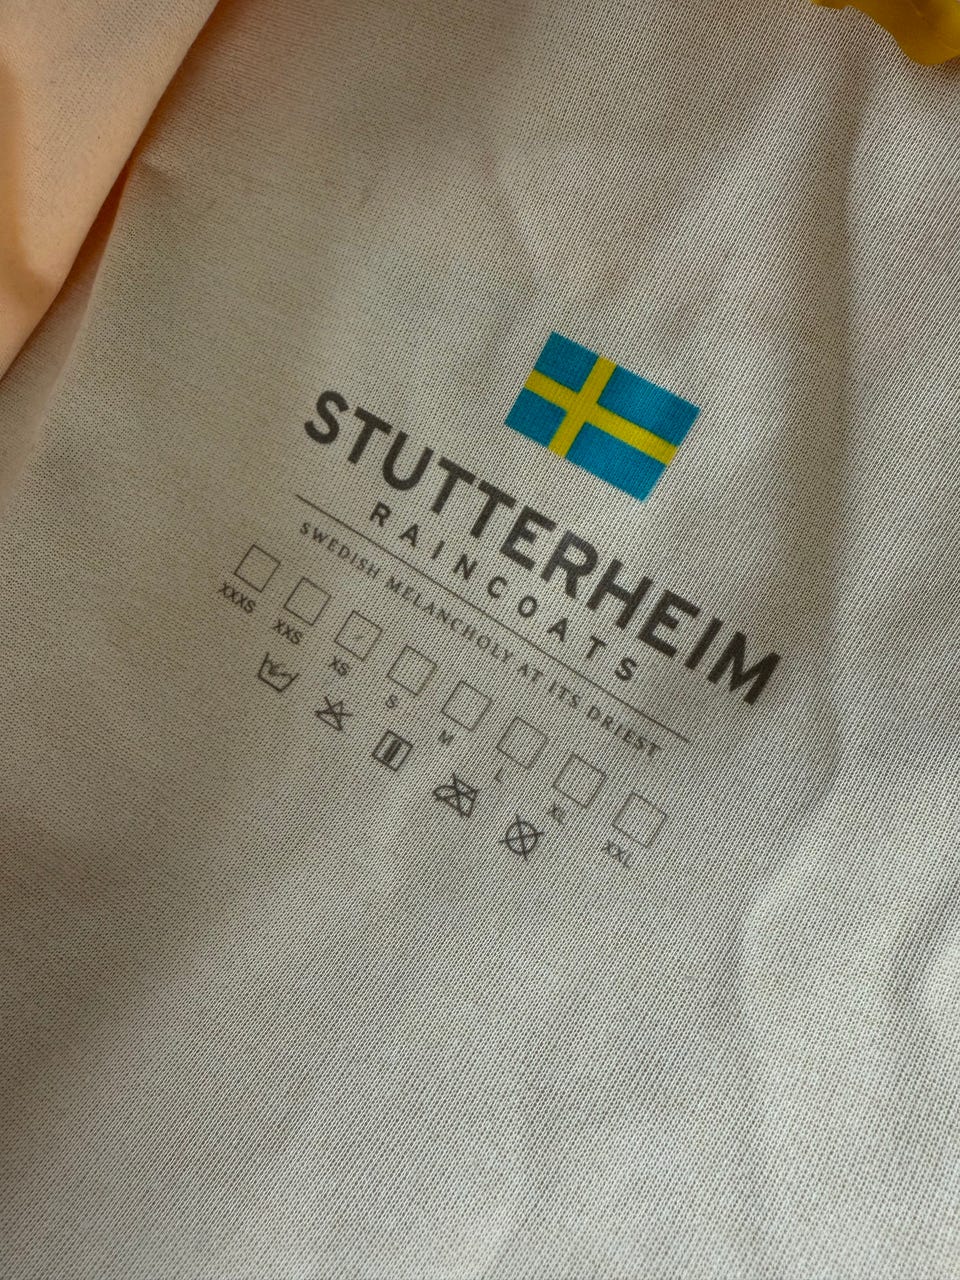 STUTTERHEIM
RAINCOATS
SWEDISH MELANCHOLY AT ITS DRIEST
XXXS XXS XS S M L XL XXL